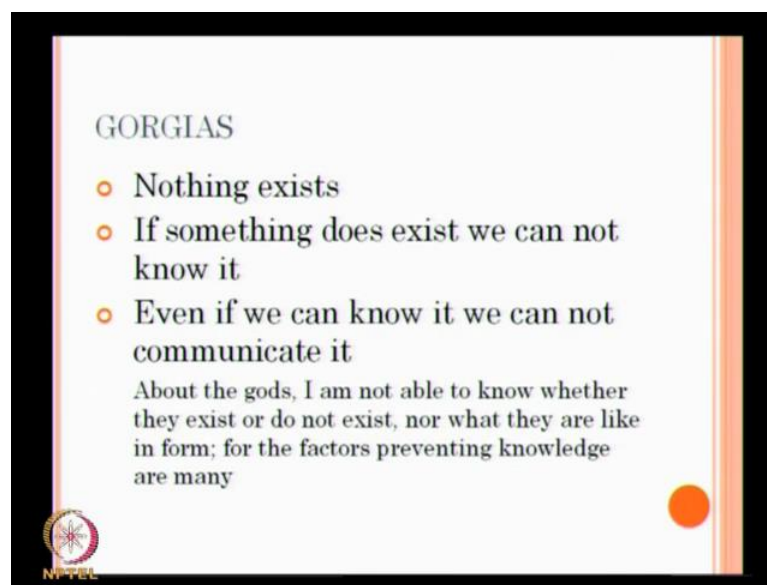 GORGIAS
Nothing exists
If something does exist we can not
know it
Even if we can know it we can not
communicate it
About the gods, I am not able to know whether
they exist or do not exist, nor what they are like
in form; for the factors preventing knowledge
are many
NPTEL